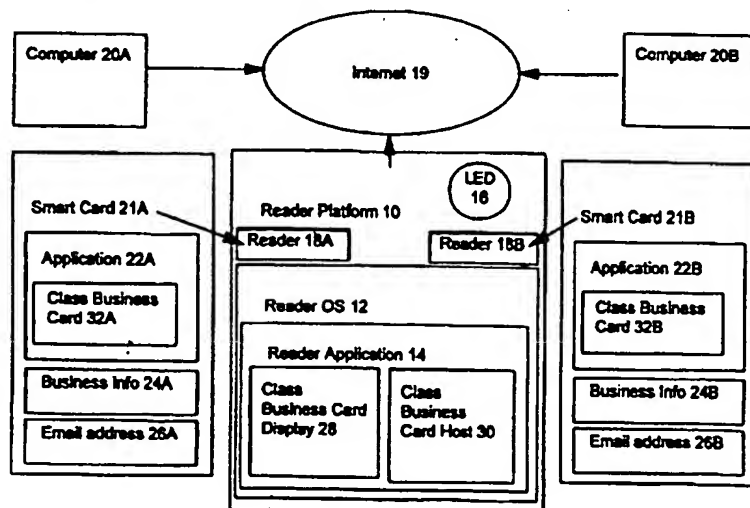 Computer 20A
Internet 19
Computer 20B
LED
16
Smart Card 21A
Reader Platform 10
Smart Card 21B
Reader 18A
Reader 18B
Application 22A
Class Business
Card 32A
Business Info 24A
Email address 26A
Reader OS 12
Reader Application 14
Class
Business Card
Display 28
Class
Business
Card Host 30
Application 22B
Class Business
Card 32B
Business Info 24B
Email address 26B